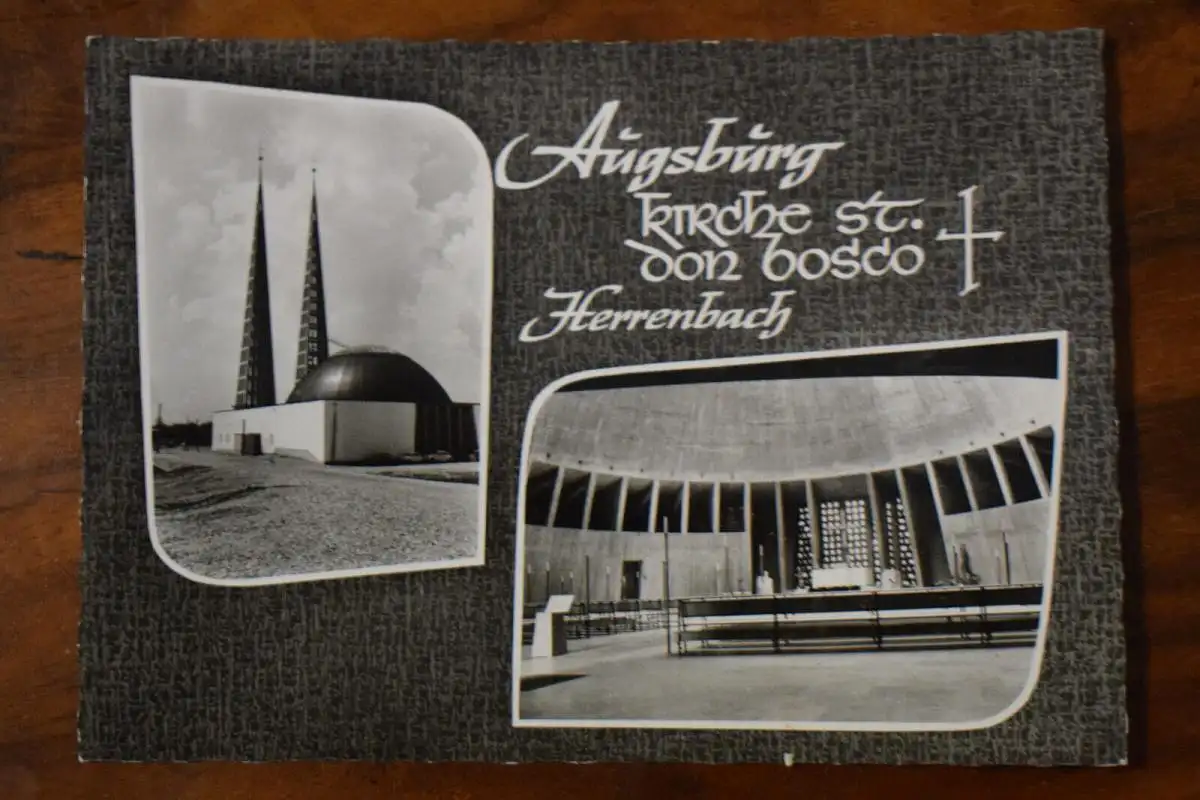 Augsburg
kirche st.
don bosco
Herrenbach